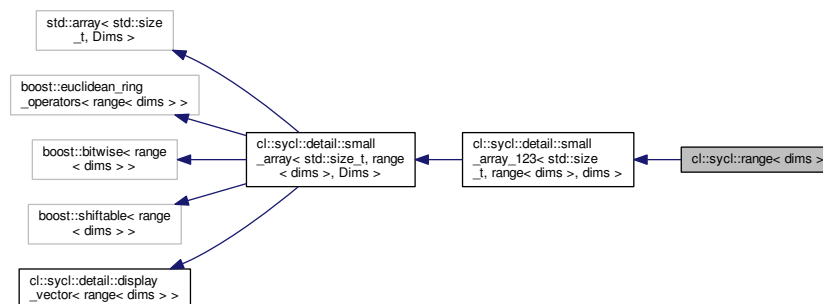 std::array< std::size
_t, Dims >
boost::euclidean_ring
_operators< range< dims > >
boost::bitwise< range
< dims > >
boost::shiftable< range
< dims > >
cl::sycl::detail::display
_vector< range< dims > >
cl::sycl::detail::small
_array< std::size_t, range
< dims >, Dims >
cl::sycl::detail::small
_array_123< std::size
_t, range< dims >, dims >
cl::sycl::range< dims >